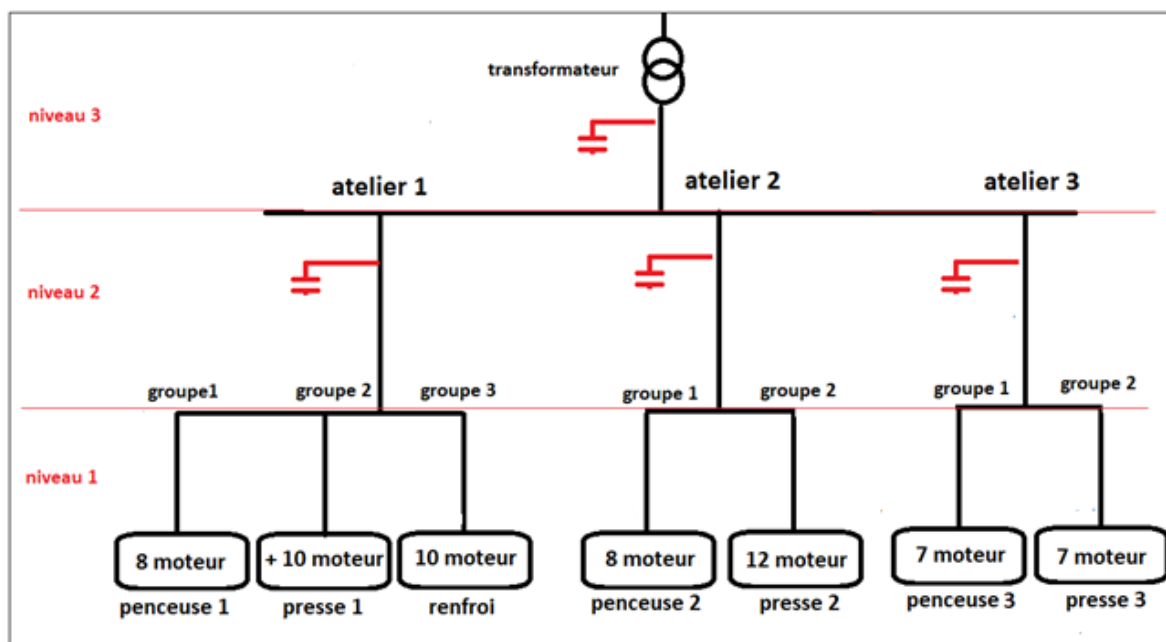 transformateur
niveau 3
atelier 1
atelier 2
atelier 3
niveau 2
groupe1
groupe 2
groupe 3
groupe 1
groupe 2
groupe 1
groupe 2
niveau 1
8 moteur
+ 10 moteur
10 moteur
8 moteur
12 moteur
7 moteur
7 moteur
penceuse 1
presse 1
renfroi
penceuse 2
presse 2
penceuse 3
presse 3